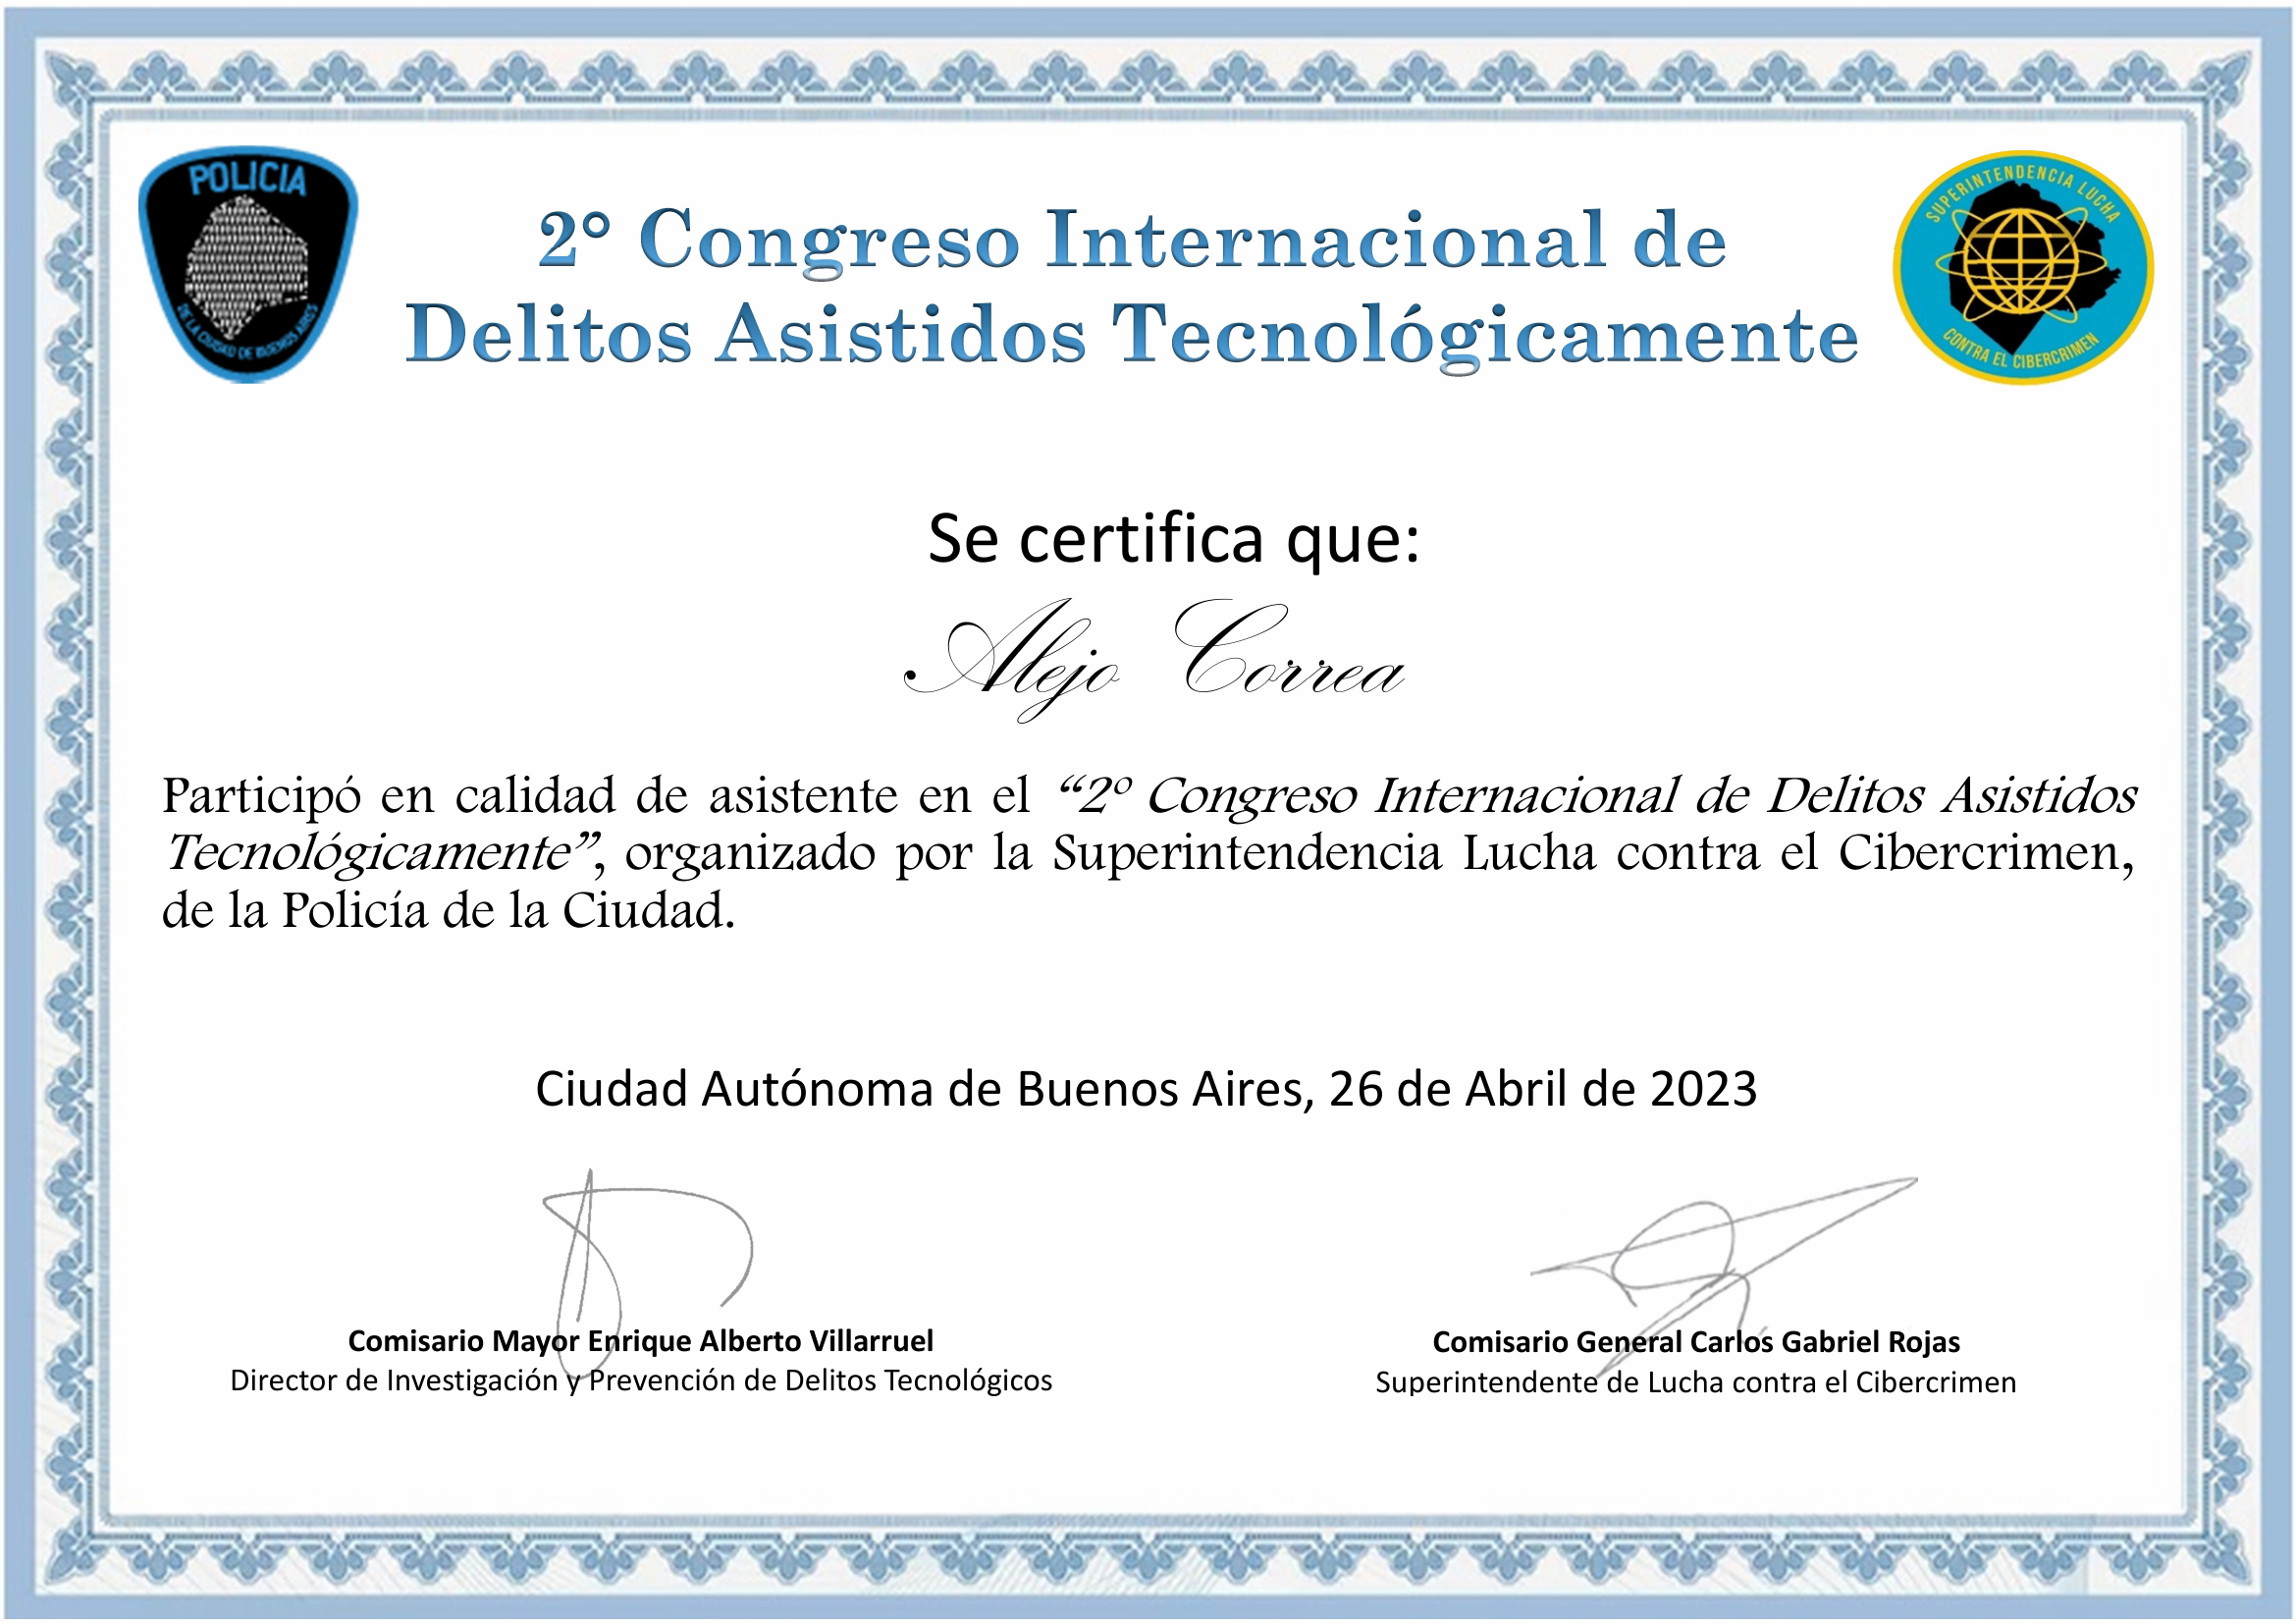 POLICIA
DE LA CIUDAD DE BUENOS AIRES
2° Congreso Internacional de
Delitos Asistidos Tecnológicamente
SUPERINTENDENCIA LUCHA
CONTRA EL CIBERCRIMEN
Se certifica que:
Alejo Correa
Participó en calidad de asistente en el “2º Congreso Internacional de Delitos Asistidos
Tecnológicamente”, organizado por la Superintendencia Lucha contra el Cibercrimen,
de la Policía de la Ciudad.
Ciudad Autónoma de Buenos Aires, 26 de Abril de 2023
Comisario Mayor Enrique Alberto Villarruel
Director de Investigación y Prevención de Delitos Tecnológicos
Comisario General Carlos Gabriel Rojas
Superintendente de Lucha contra el Cibercrimen